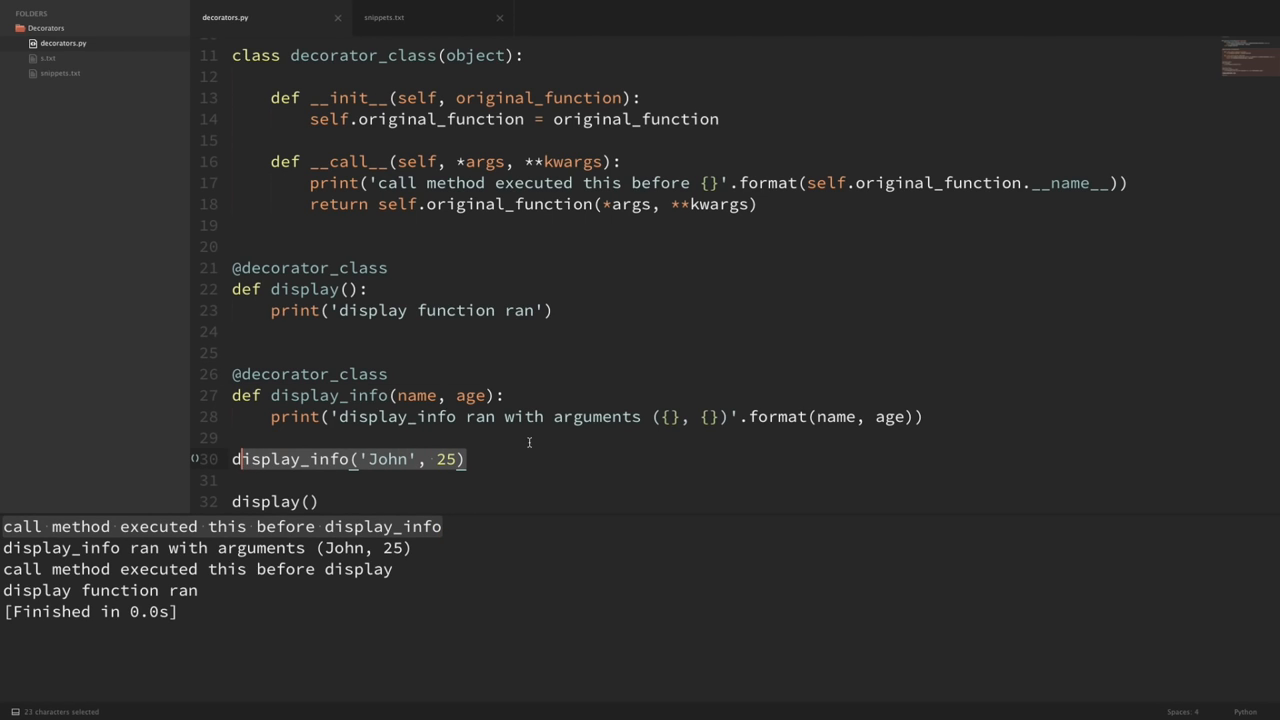 FOLDERS
Decorators
decorators.py
s.txt
snippets.txt
decorators.py
snippets.txt
11 class decorator_class(object):
12
13     def __init__(self, original_function):
14         self.original_function = original_function
15
16     def __call__(self, *args, **kwargs):
17         print('call method executed this before {}'.format(self.original_function.__name__))
18         return self.original_function(*args, **kwargs)
19
20
21 @decorator_class
22 def display():
23     print('display function ran')
24
25
26 @decorator_class
27 def display_info(name, age):
28     print('display_info ran with arguments ({}, {})'.format(name, age))
29
30 display_info('John', 25)
31
32 display()
call method executed this before display_info
display_info ran with arguments (John, 25)
call method executed this before display
display function ran
[Finished in 0.0s]
23 characters selected
Spaces: 4
Python